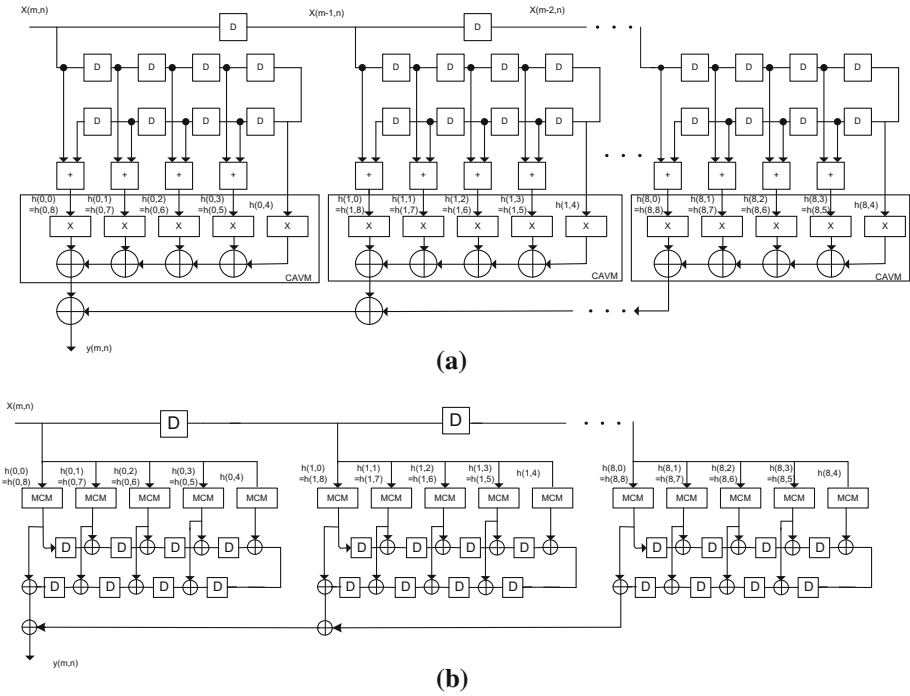 X(m,n) X(m-1,n) X(m-2,n)
D D
D D D D D D D D D D D D
D D D D D D D D D D D D
+ + + + + + + + + + + +
h(0,0) =h(0,8) h(0,1) =h(0,7) h(0,2) =h(0,6) h(0,3) =h(0,5) h(0,4) h(1,0) =h(1,8) h(1,1) =h(1,7) h(1,2) =h(1,6) h(1,3) =h(1,5) h(1,4) h(8,0) =h(8,8) h(8,1) =h(8,7) h(8,2) =h(8,6) h(8,3) =h(8,5) h(8,4)
X X X X X X X X X X X X X X X
CAVM CAVM CAVM
y(m,n)
(a)
X(m,n)
D D
h(0,0) =h(0,8) h(0,1) =h(0,7) h(0,2) =h(0,6) h(0,3) =h(0,5) h(0,4) h(1,0) =h(1,8) h(1,1) =h(1,7) h(1,2) =h(1,6) h(1,3) =h(1,5) h(1,4) h(8,0) =h(8,8) h(8,1) =h(8,7) h(8,2) =h(8,6) h(8,3) =h(8,5) h(8,4)
MCM MCM MCM MCM MCM MCM MCM MCM MCM MCM MCM MCM MCM MCM MCM
D D D D D D D D D D D D
D D D D D D D D D D D D
y(m,n)
(b)